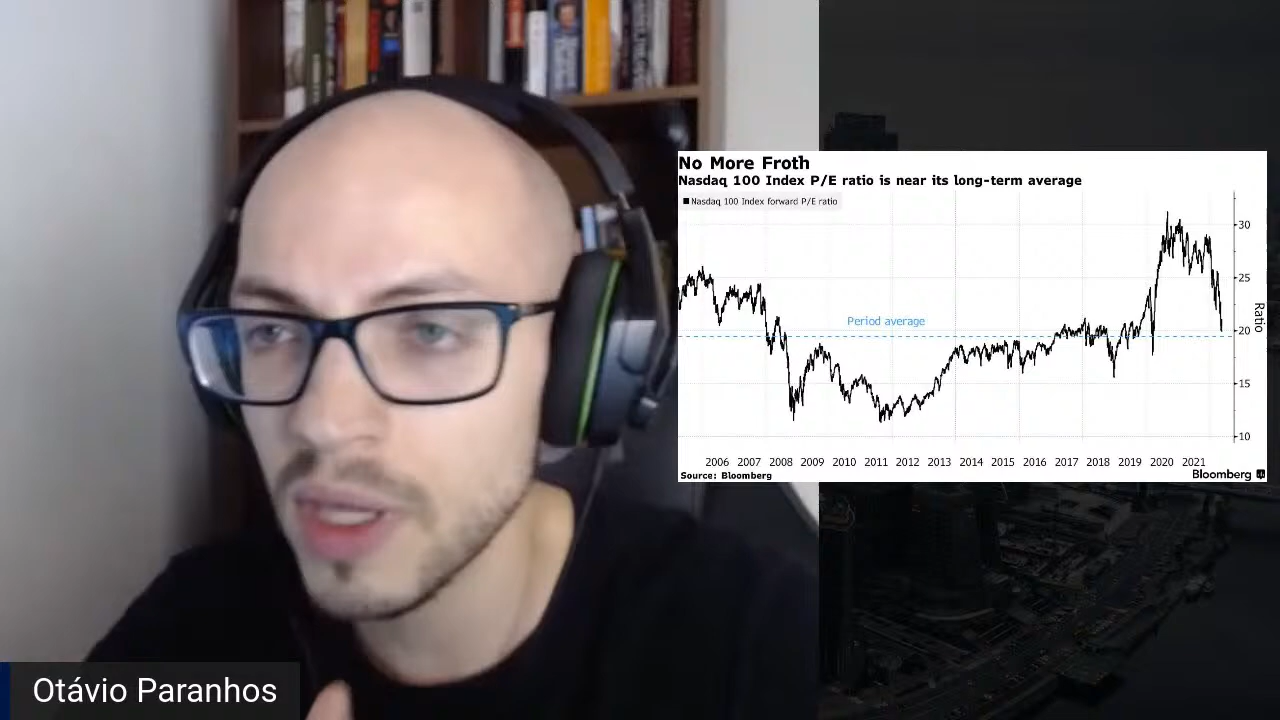 No More Froth
Nasdaq 100 Index P/E ratio is near its long-term average
Nasdaq 100 Index forward P/E ratio
30
25
20
15
10
Ratio
Period average
2006 2007 2008 2009 2010 2011 2012 2013 2014 2015 2016 2017 2018 2019 2020 2021
Source: Bloomberg
Bloomberg
Otávio Paranhos